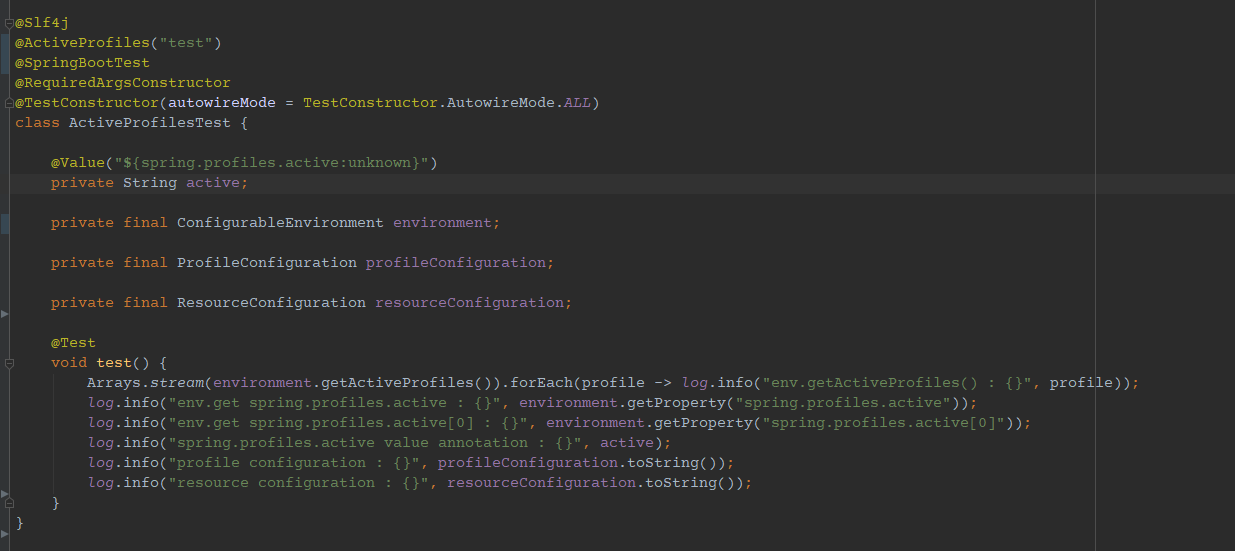 @Slf4j
@ActiveProfiles("test")
@SpringBootTest
@RequiredArgsConstructor
@TestConstructor(autowireMode = TestConstructor.AutowireMode.ALL)
class ActiveProfilesTest {
@Value("${spring.profiles.active:unknown}")
private String active;
private final ConfigurableEnvironment environment;
private final ProfileConfiguration profileConfiguration;
private final ResourceConfiguration resourceConfiguration;
@Test
void test() {
Arrays.stream(environment.getActiveProfiles()).forEach(profile -> log.info("env.getActiveProfiles() : {}", profile));
log.info("env.get spring.profiles.active : {}", environment.getProperty("spring.profiles.active"));
log.info("env.get spring.profiles.active[0] : {}", environment.getProperty("spring.profiles.active[0]"));
log.info("spring.profiles.active value annotation : {}", active);
log.info("profile configuration : {}", profileConfiguration.toString());
log.info("resource configuration : {}", resourceConfiguration.toString());
}
}